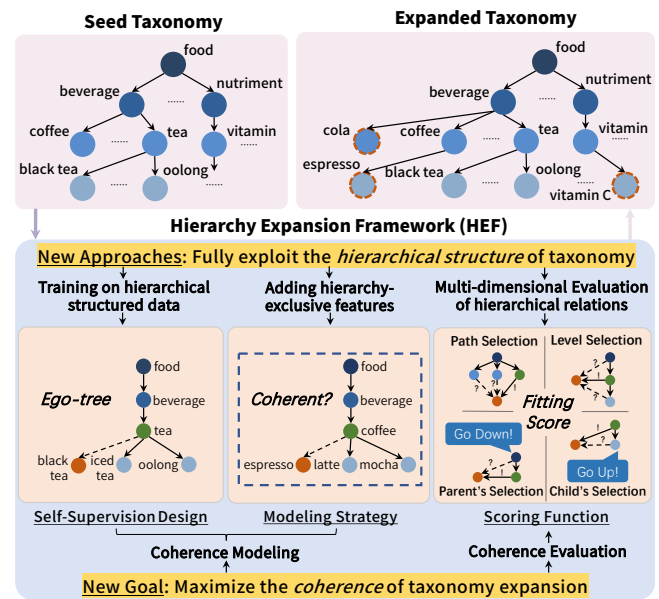 Seed Taxonomy
food
beverage
nutriment
......
coffee
......
tea
vitamin
......
black tea
......
oolong
......
Expanded Taxonomy
food
beverage
......
nutriment
cola
coffee
tea
vitamin
......
......
espresso
black tea
......
oolong
......
vitamin C
Hierarchy Expansion Framework (HEF)
New Approaches: Fully exploit the hierarchical structure of taxonomy
Training on hierarchical
structured data
Adding hierarchy-
exclusive features
Multi-dimensional Evaluation
of hierarchical relations
Ego-tree
food
beverage
tea
black
tea
iced
tea
oolong
Coherent?
food
beverage
coffee
espresso
latte
mocha
Path Selection
Level Selection
? ! ?
? ! ?
Fitting
Score
Go Down!
? !
Parent's Selection
! ?
Go Up!
Child's Selection
Self-Supervision Design
Modeling Strategy
Scoring Function
Coherence Modeling
Coherence Evaluation
New Goal: Maximize the coherence of taxonomy expansion